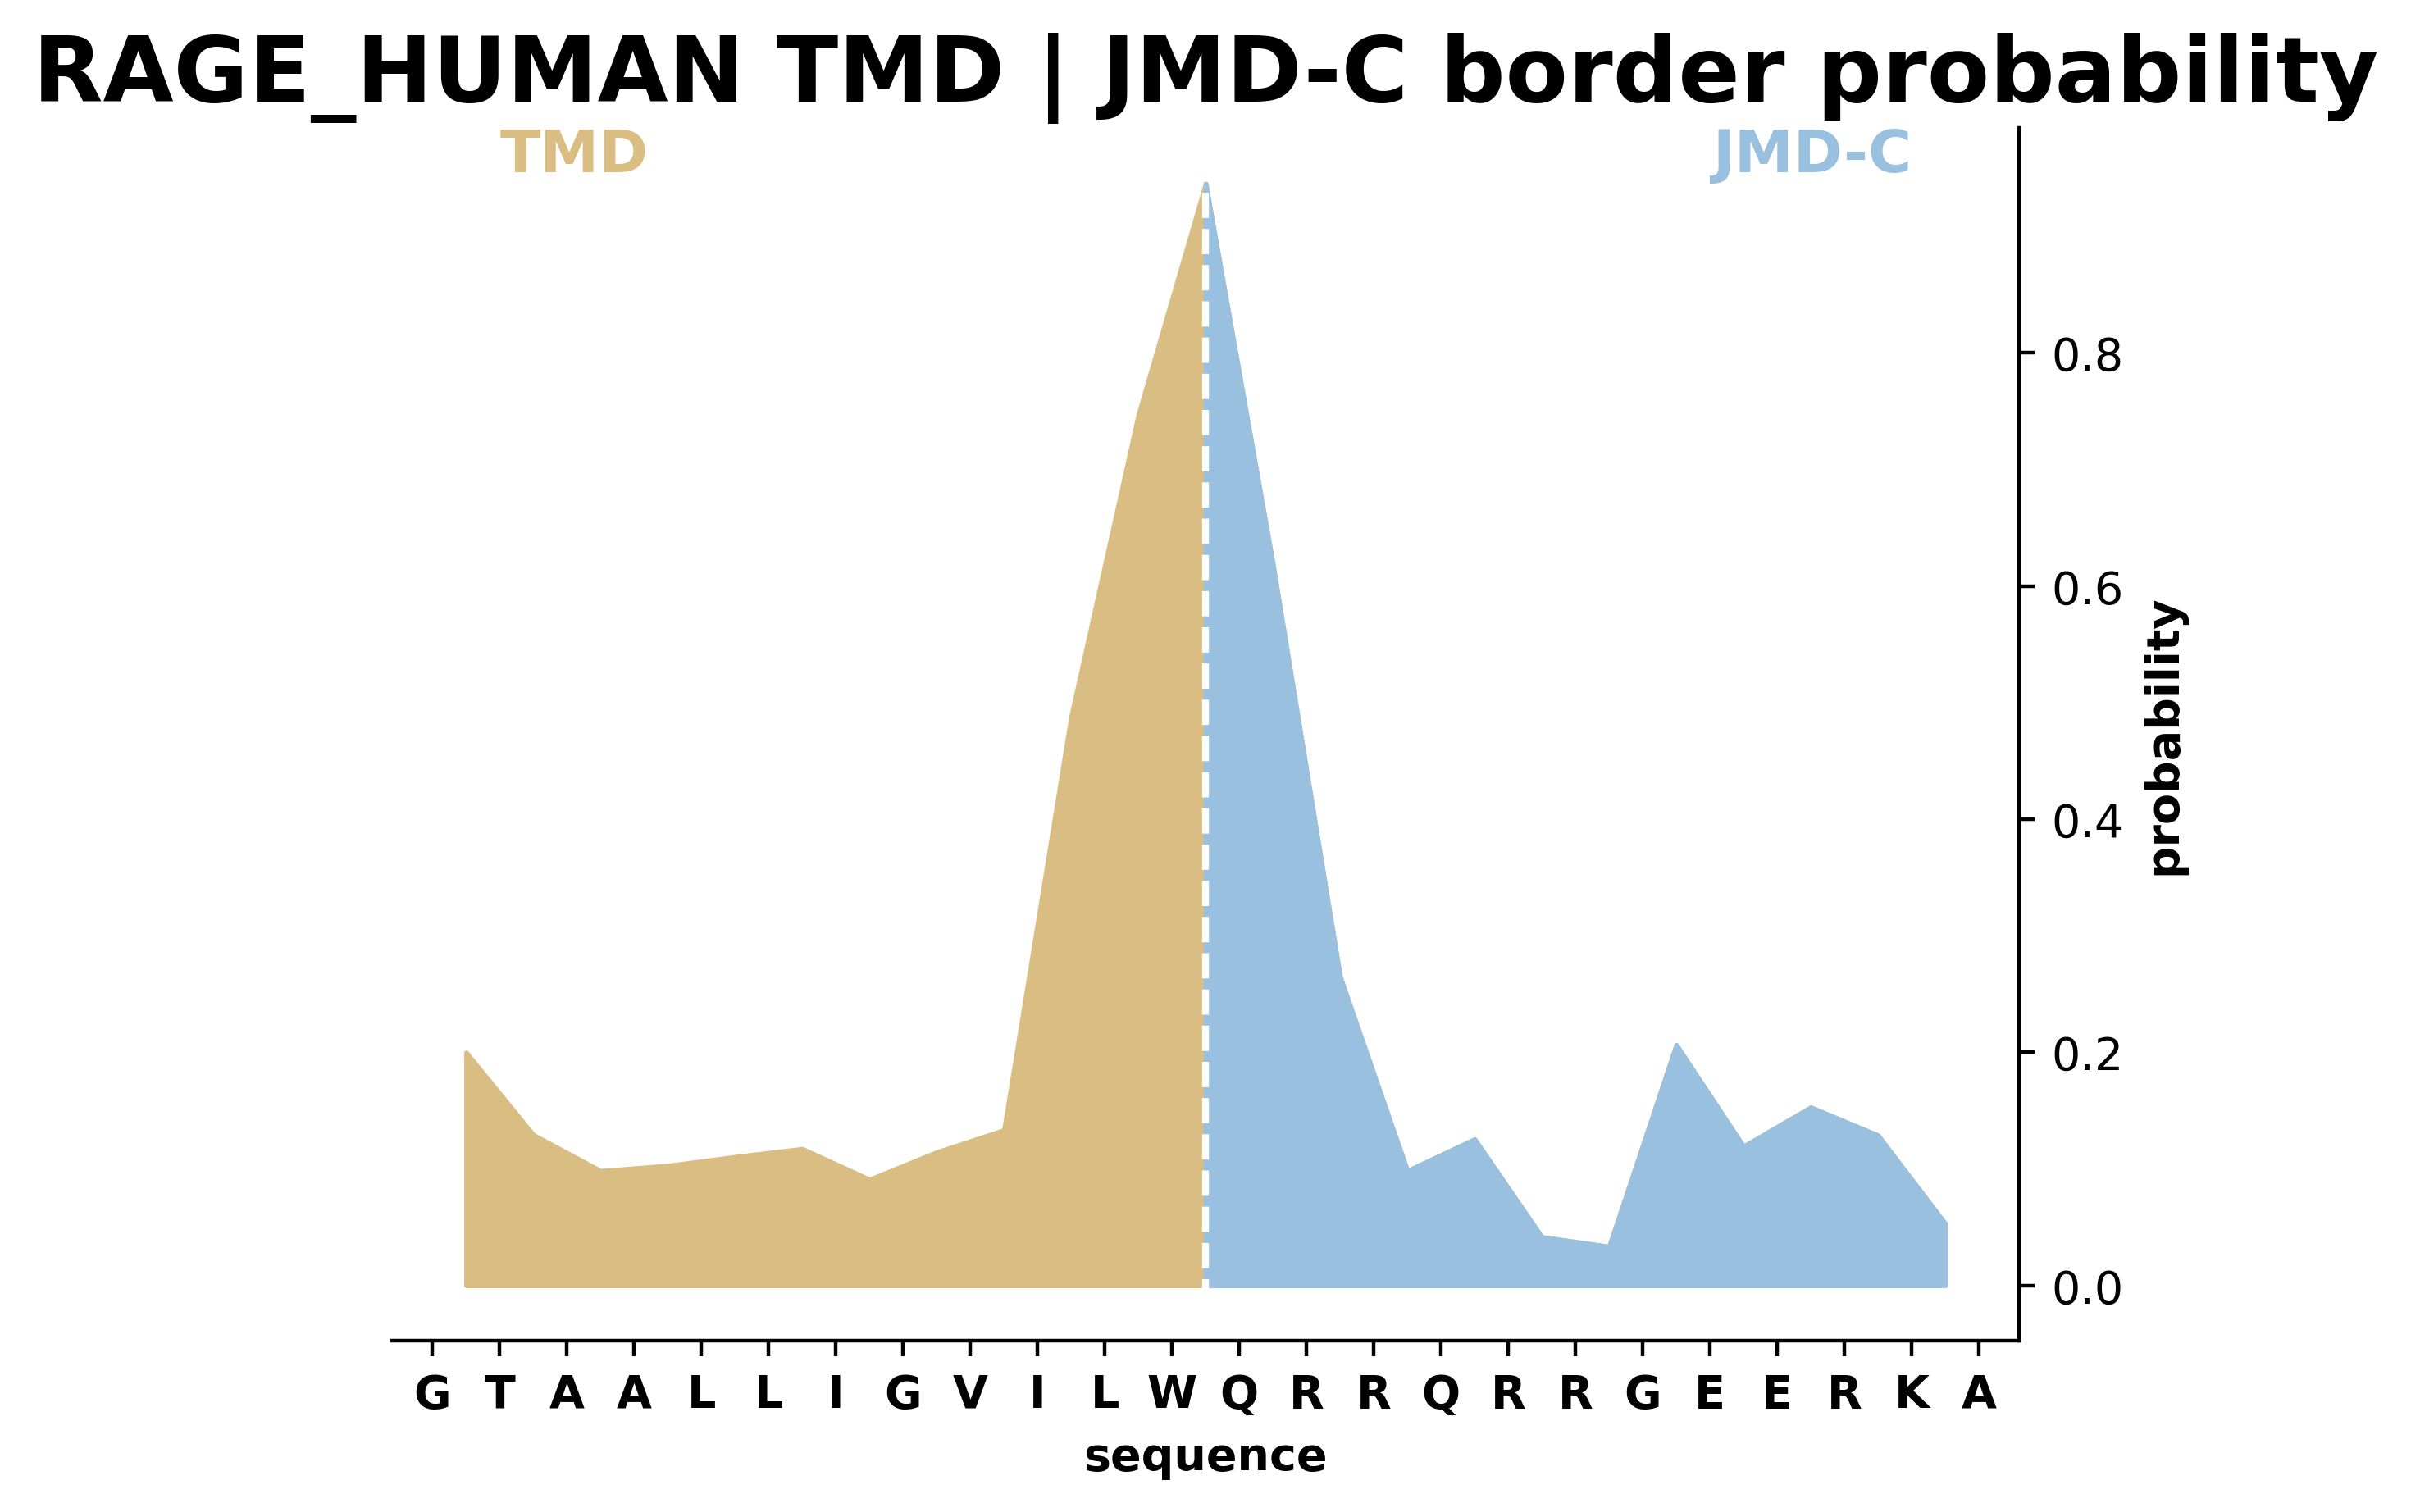 RAGE_HUMAN TMD | JMD-C border probability
TMD JMD-C
0.8
0.6
0.4
0.2
0.0
probability
G T A A L L I G V I L W Q R R Q R R G E E R K A
sequence